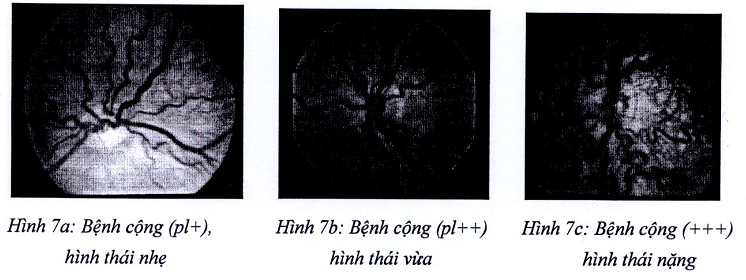 Hình 7a: Bệnh cộng (pl+),
hình thái nhẹ
Hình 7b: Bệnh cộng (pl++)
hình thái vừa
Hình 7c: Bệnh cộng (+++)
hình thái nặng